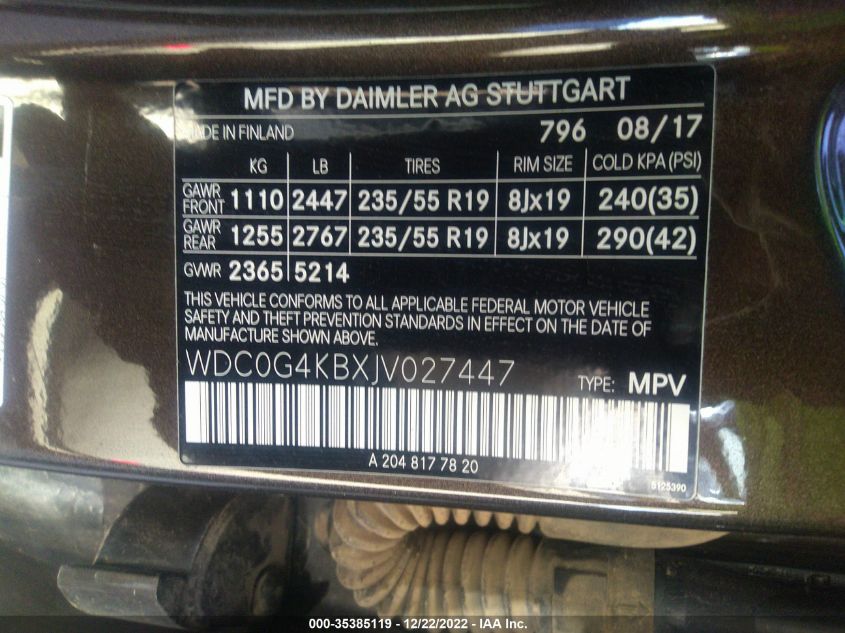 MFD BY DAIMLER AG STUTTGART
MADE IN FINLAND 796 08/17
KG LB TIRES RIM SIZE COLD KPA (PSI)
GAWR FRONT 1110 2447 235/55 R19 8Jx19 240(35)
GAWR REAR 1255 2767 235/55 R19 8Jx19 290(42)
GVWR 2365 5214
THIS VEHICLE CONFORMS TO ALL APPLICABLE FEDERAL MOTOR VEHICLE
SAFETY AND THEFT PREVENTION STANDARDS IN EFFECT ON THE DATE OF
MANUFACTURE SHOWN ABOVE.
WDC0G4KBXJV027447 TYPE: MPV
A 204 817 78 20
5125390
000-35385119 - 12/22/2022 - IAA Inc.